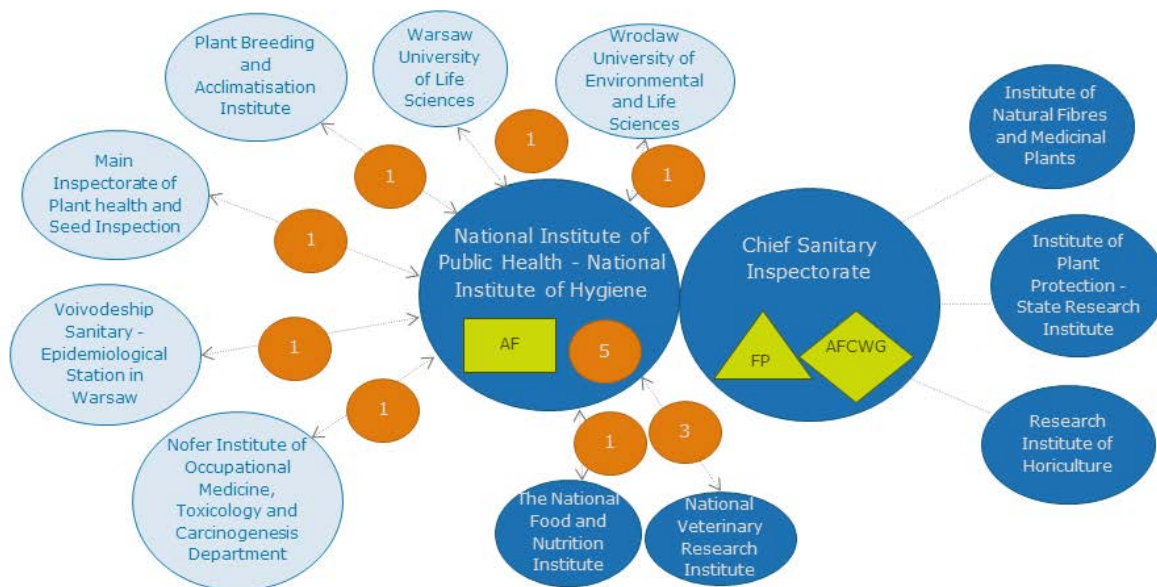 Plant Breeding
and
Acclimatisation
Institute
1
Warsaw
University
of Life
Sciences
1
Wroclaw
University of
Environmental
and Life
Sciences
1
Main
Inspectorate of
Plant health and
Seed Inspection
1
Voivodeship
Sanitary -
Epidemiological
Station in
Warsaw
1
Nofer Institute of
Occupational
Medicine,
Toxicology and
Carcinogenesis
Department
1
National Institute of
Public Health - National
Institute of Hygiene
AF
5
Chief Sanitary
Inspectorate
FP
AFCWG
1
The National
Food and
Nutrition
Institute
3
National
Veterinary
Research
Institute
Institute of
Natural Fibres
and Medicinal
Plants
Institute of
Plant
Protection -
State Research
Institute
Research
Institute of
Horiculture